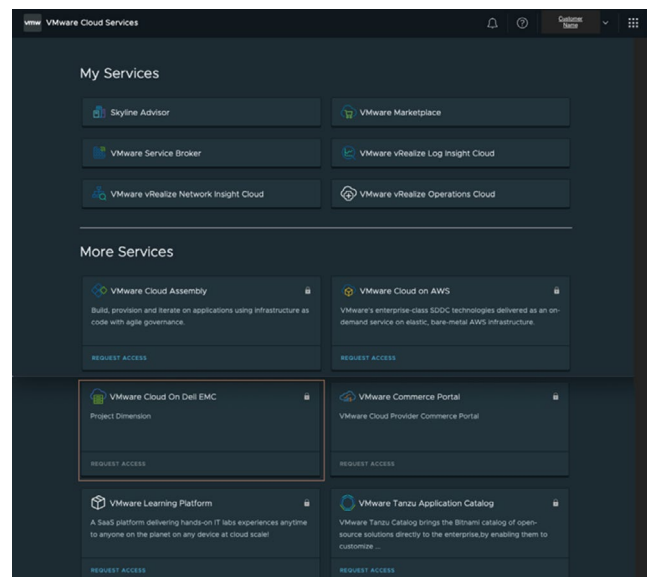 vmw VMware Cloud Services
Customer
Name
My Services
Skyline Advisor
VMware Marketplace
VMware Service Broker
VMware vRealize Log Insight Cloud
VMware vRealize Network Insight Cloud
VMware vRealize Operations Cloud
More Services
VMware Cloud Assembly
Build, provision and iterate on applications using infrastructure as
code with agile governance.
REQUEST ACCESS
VMware Cloud on AWS
VMware's enterprise-class SDDC technologies delivered as an on-
demand service on elastic, bare-metal AWS infrastructure.
REQUEST ACCESS
VMware Cloud On Dell EMC
Project Dimension
REQUEST ACCESS
VMware Commerce Portal
VMware Cloud Provider Commerce Portal
REQUEST ACCESS
VMware Learning Platform
A SaaS platform delivering hands-on IT labs experiences anytime
to anyone on the planet on any device at cloud scale!
REQUEST ACCESS
VMware Tanzu Application Catalog
VMware Tanzu Catalog brings the Bitnami catalog of open-
source solutions directly to the enterprise,by enabling them to
customize ...
REQUEST ACCESS